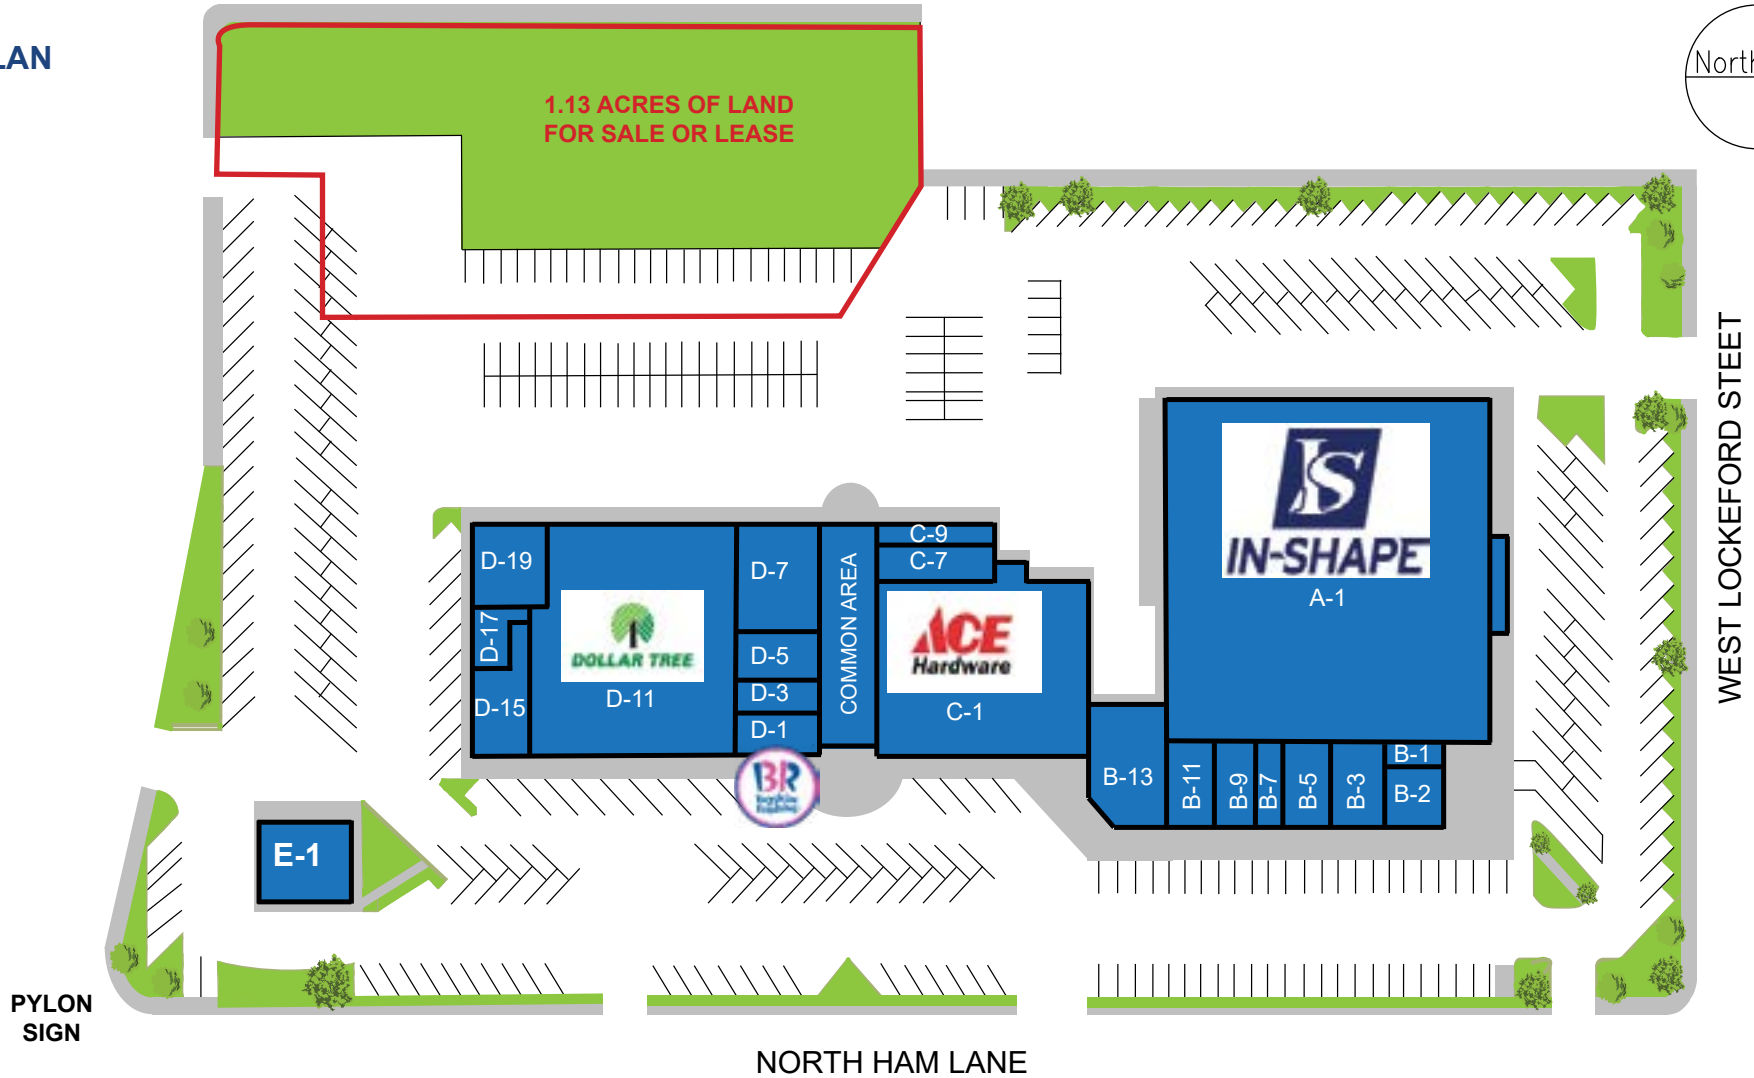 LAN
North
1.13 ACRES OF LAND
FOR SALE OR LEASE
WEST LOCKEFORD STEET
IS
IN-SHAPE
A-1
D-19
D-17
D-15
DOLLAR TREE
D-11
D-7
D-5
D-3
D-1
COMMON AREA
C-9
C-7
ACE
Hardware
C-1
BR
B-13
B-11
B-9
B-7
B-5
B-3
B-1
B-2
E-1
PYLON
SIGN
NORTH HAM LANE